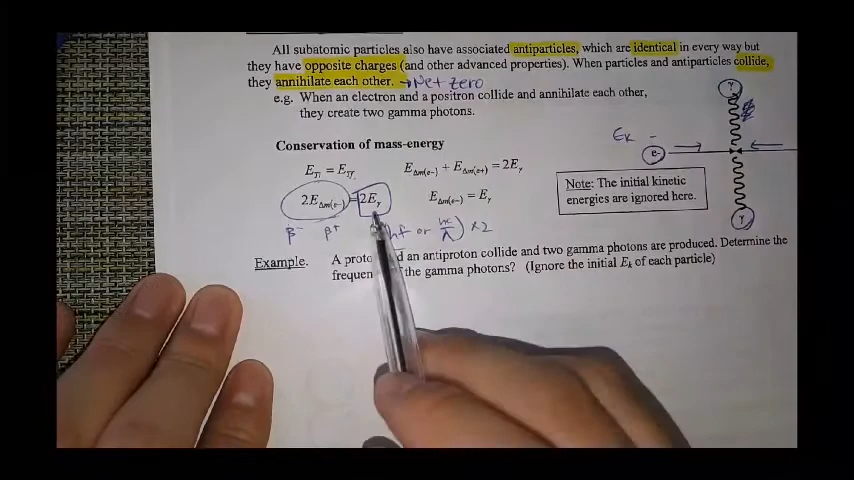 All subatomic particles also have associated antiparticles, which are identical in every way but
they have opposite charges (and other advanced properties). When particles and antiparticles collide,
they annihilate each other. → Net zero
e.g. When an electron and a positron collide and annihilate each other,
they create two gamma photons.
γ
Ek -
e-
Conservation of mass-energy
E_Ti = E_Tf    E_Δm(e−) + E_Δm(e+) = 2E_γ
2E_Δm(e−) = 2E_γ    E_Δm(e−) = E_γ
Note: The initial kinetic
energies are ignored here.
γ
β⁻ β⁺ hf or hc/λ) ×2
Example. A proto d an antiproton collide and two gamma photons are produced. Determine the
frequen f the gamma photons? (Ignore the initial Ek of each particle)